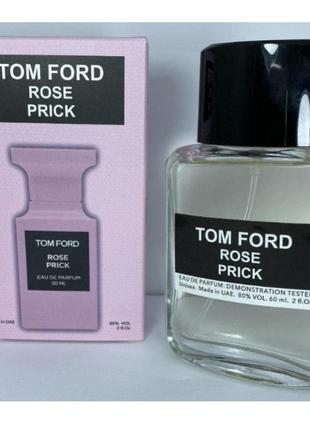 TOM FORD
ROSE
PRICK
TOM FORD
ROSE
PRICK
EAU DE PARFUM
50 ML
in UAE
80% VOL
2 fl.Oz
TOM FORD
ROSE
PRICK
EAU DE PARFUM. DEMONSTRATION TESTER
Unisex. Made in UAE. 80% VOL. 60 ml. 2 fl.O